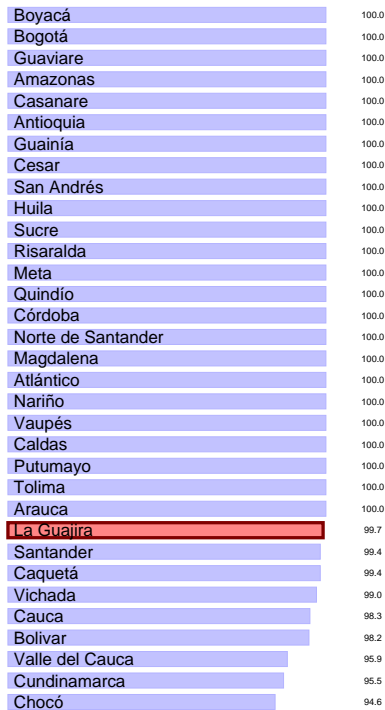 Boyacá 100.0
Bogotá 100.0
Guaviare 100.0
Amazonas 100.0
Casanare 100.0
Antioquia 100.0
Guainía 100.0
Cesar 100.0
San Andrés 100.0
Huila 100.0
Sucre 100.0
Risaralda 100.0
Meta 100.0
Quindío 100.0
Córdoba 100.0
Norte de Santander 100.0
Magdalena 100.0
Atlántico 100.0
Nariño 100.0
Vaupés 100.0
Caldas 100.0
Putumayo 100.0
Tolima 100.0
Arauca 100.0
La Guajira 99.7
Santander 99.4
Caquetá 99.4
Vichada 99.0
Cauca 98.3
Bolivar 98.2
Valle del Cauca 95.9
Cundinamarca 95.5
Chocó 94.6